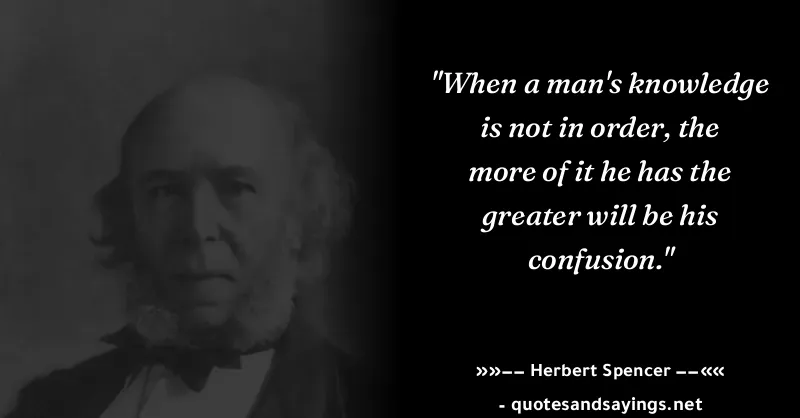 "When a man's knowledge
is not in order, the
more of it he has the
greater will be his
confusion."
»»–– Herbert Spencer ––««
- quotesandsayings.net